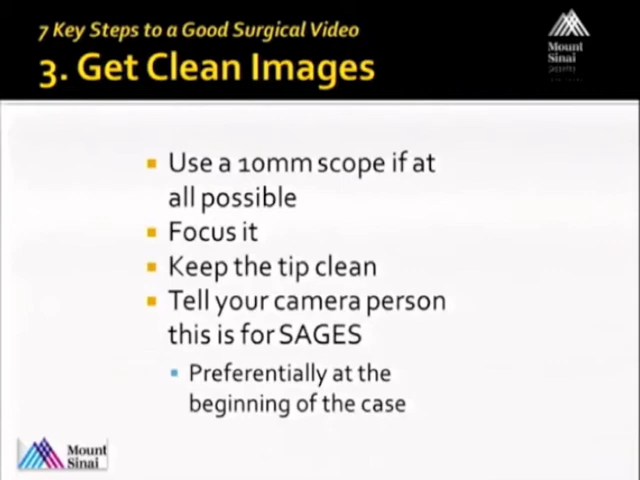 7 Key Steps to a Good Surgical Video
3. Get Clean Images
Mount
Sinai
Use a 10mm scope if at
all possible
Focus it
Keep the tip clean
Tell your camera person
this is for SAGES
Preferentially at the
beginning of the case
Mount
Sinai